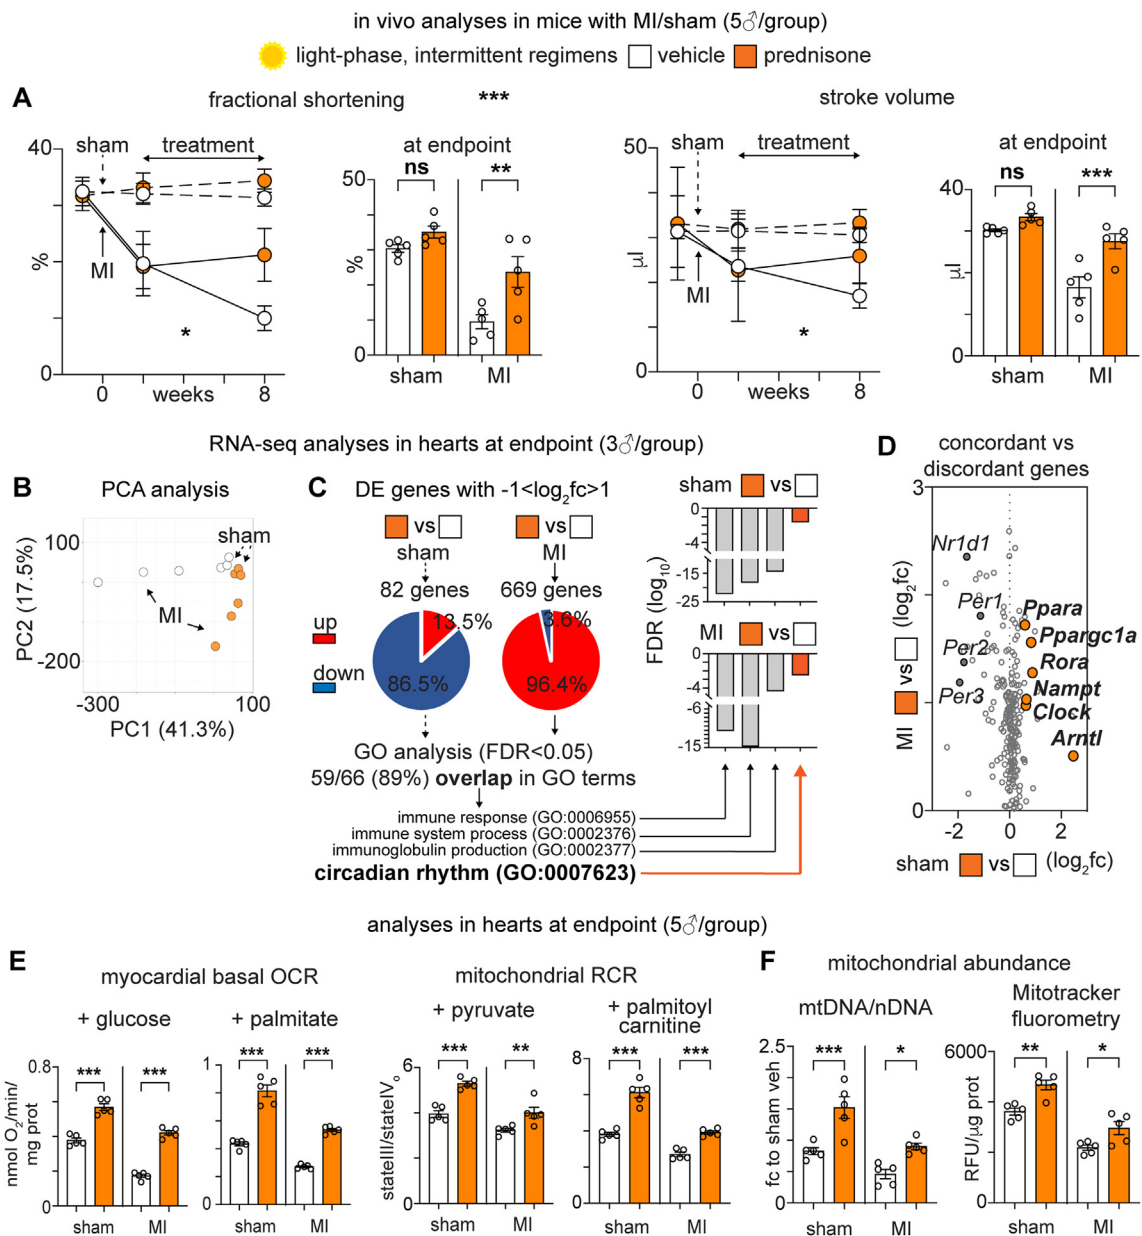 in vivo analyses in mice with MI/sham (5♂/group)
light-phase, intermittent regimens vehicle prednisone
A
fractional shortening
***
sham
treatment
40
%
0
MI
*
0 weeks 8
at endpoint
50
%
0
ns
**
sham MI
stroke volume
sham
treatment
50
µl
0
MI
*
0 weeks 8
at endpoint
40
µl
0
ns
***
sham MI
RNA-seq analyses in hearts at endpoint (3♂/group)
B
PCA analysis
sham
MI
100
-200
PC2 (17.5%)
-300 100
PC1 (41.3%)
C
DE genes with -1<log2fc>1
vs
sham
82 genes
13.5%
86.5%
vs
MI
669 genes
3.6%
96.4%
up
down
GO analysis (FDR<0.05)
59/66 (89%) overlap in GO terms
immune response (GO:0006955)
immune system process (GO:0002376)
immunoglobulin production (GO:0002377)
circadian rhythm (GO:0007623)
sham vs
0
-4
-15
-25
FDR (log10)
MI vs
0
-4
-6
-15
D
concordant vs
discordant genes
3
0
MI vs (log2fc)
Nr1d1
Per1
Per2
Per3
Ppara
Ppargc1a
Rora
Nampt
Clock
Arntl
-2 0 2
sham vs (log2fc)
analyses in hearts at endpoint (5♂/group)
E
myocardial basal OCR
+ glucose
0.8
0
nmol O2/min/
mg prot
***
***
sham MI
+ palmitate
1
0
***
***
sham MI
mitochondrial RCR
+ pyruvate
6
0
stateIII/stateIVo
***
**
sham MI
+ palmitoyl
carnitine
8
0
***
***
sham MI
F
mitochondrial abundance
mtDNA/nDNA
2.5
0
fc to sham veh
***
*
sham MI
Mitotracker
fluorometry
6000
0
RFU/ug prot
**
*
sham MI